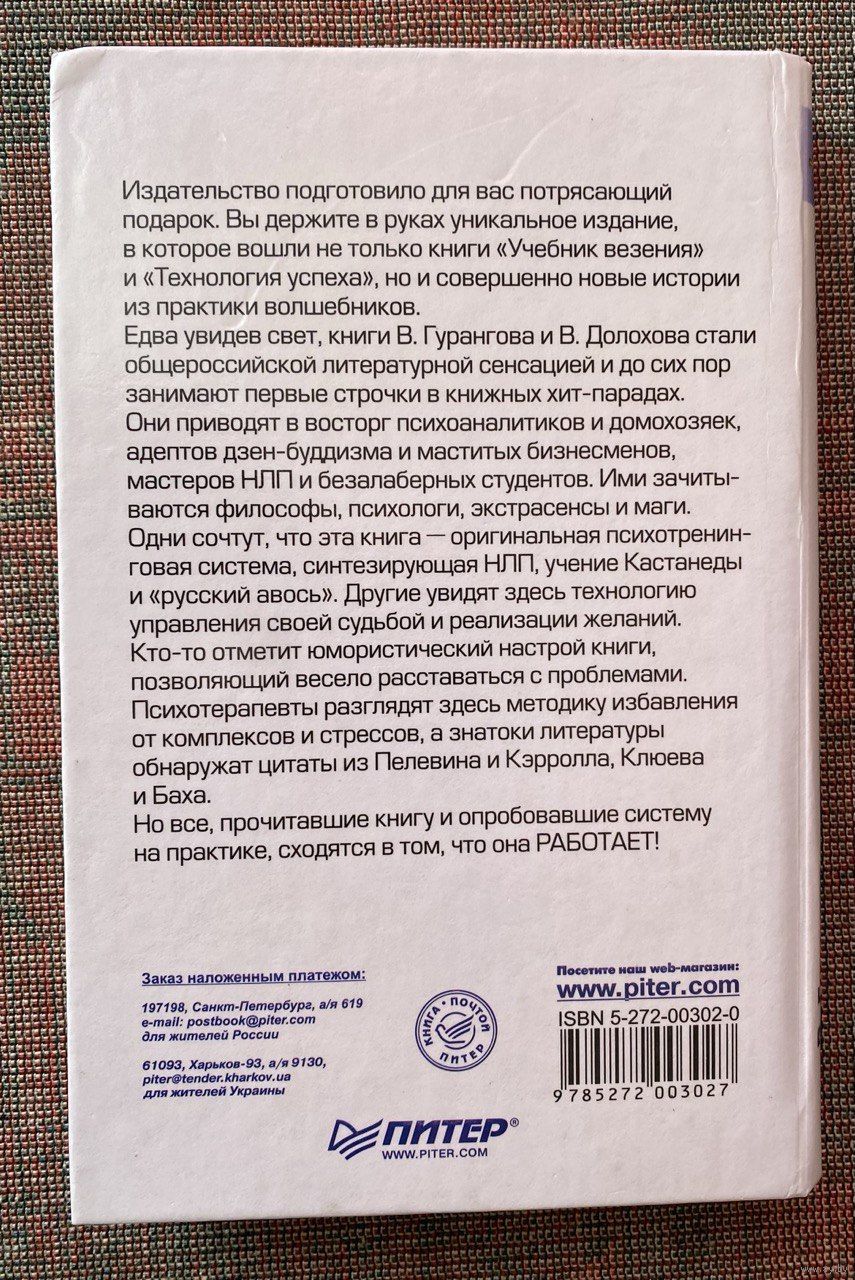 Издательство подготовило для вас потрясающий
подарок. Вы держите в руках уникальное издание,
в которое вошли не только книги «Учебник везения»
и «Технология успеха», но и совершенно новые истории
из практики волшебников.
Едва увидев свет, книги В. Гурангова и В. Долохова стали
общероссийской литературной сенсацией и до сих пор
занимают первые строчки в книжных хит-парадах.
Они приводят в восторг психоаналитиков и домохозяек,
адептов дзен-буддизма и маститых бизнесменов,
мастеров НЛП и безалаберных студентов. Ими зачиты-
ваются философы, психологи, экстрасенсы и маги.
Одни сочтут, что эта книга — оригинальная психотренин-
говая система, синтезирующая НЛП, учение Кастанеды
и «русский авось». Другие увидят здесь технологию
управления своей судьбой и реализации желаний.
Кто-то отметит юмористический настрой книги,
позволяющий весело расставаться с проблемами.
Психотерапевты разглядят здесь методику избавления
от комплексов и стрессов, а знатоки литературы
обнаружат цитаты из Пелевина и Кэрролла, Клюева
и Баха.
Но все, прочитавшие книгу и опробовавшие систему
на практике, сходятся в том, что она РАБОТАЕТ!
Заказ наложенным платежом:
197198, Санкт-Петербург, а/я 619
e-mail: postbook@piter.com
для жителей России
61093, Харьков-93, а/я 9130,
piter@tender.kharkov.ua
для жителей Украины
КНИГА • ПОЧТОЙ
ПИТЕР
Посетите наш web-магазин:
www.piter.com
ISBN 5-272-00302-0
9 785272 003027
ПИТЕР®
WWW.PITER.COM